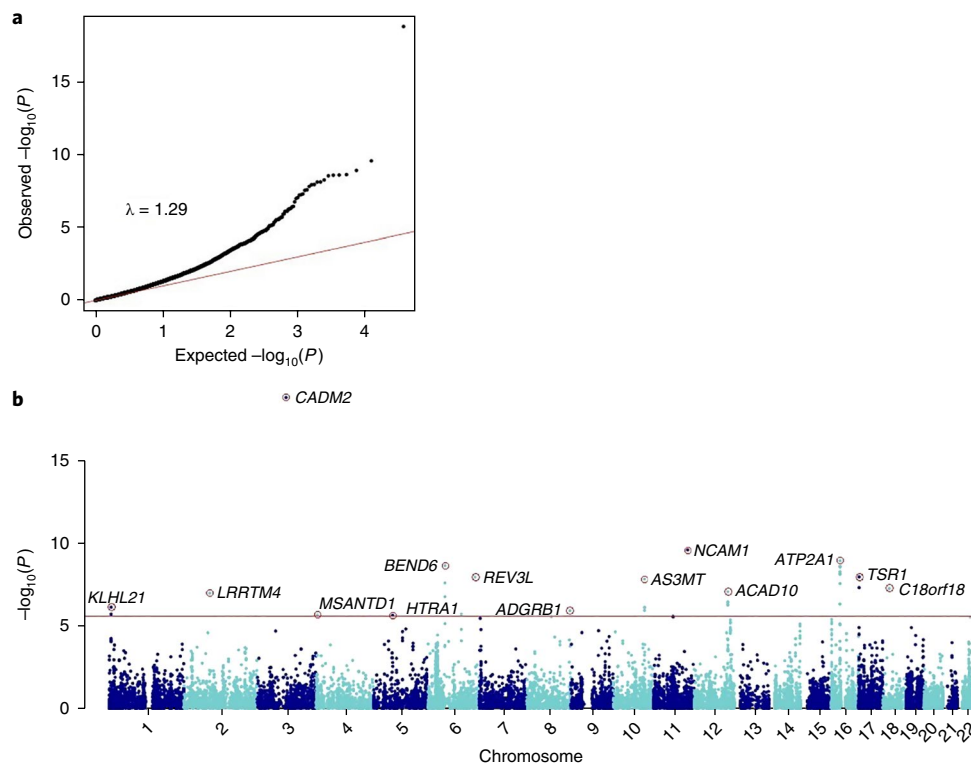 a
Observed –log10(P)
15
10
5
0
λ = 1.29
0 1 2 3 4
Expected –log10(P)
b
CADM2
–log10(P)
15
10
5
0
NCAM1
ATP2A1
BEND6
REV3L
AS3MT
TSR1
KLHL21
LRRTM4
ACAD10
C18orf18
MSANTD1
HTRA1
ADGRB1
1 2 3 4 5 6 7 8 9 10 11 12 13 14 15 16 17 18 19 20 21 22
Chromosome